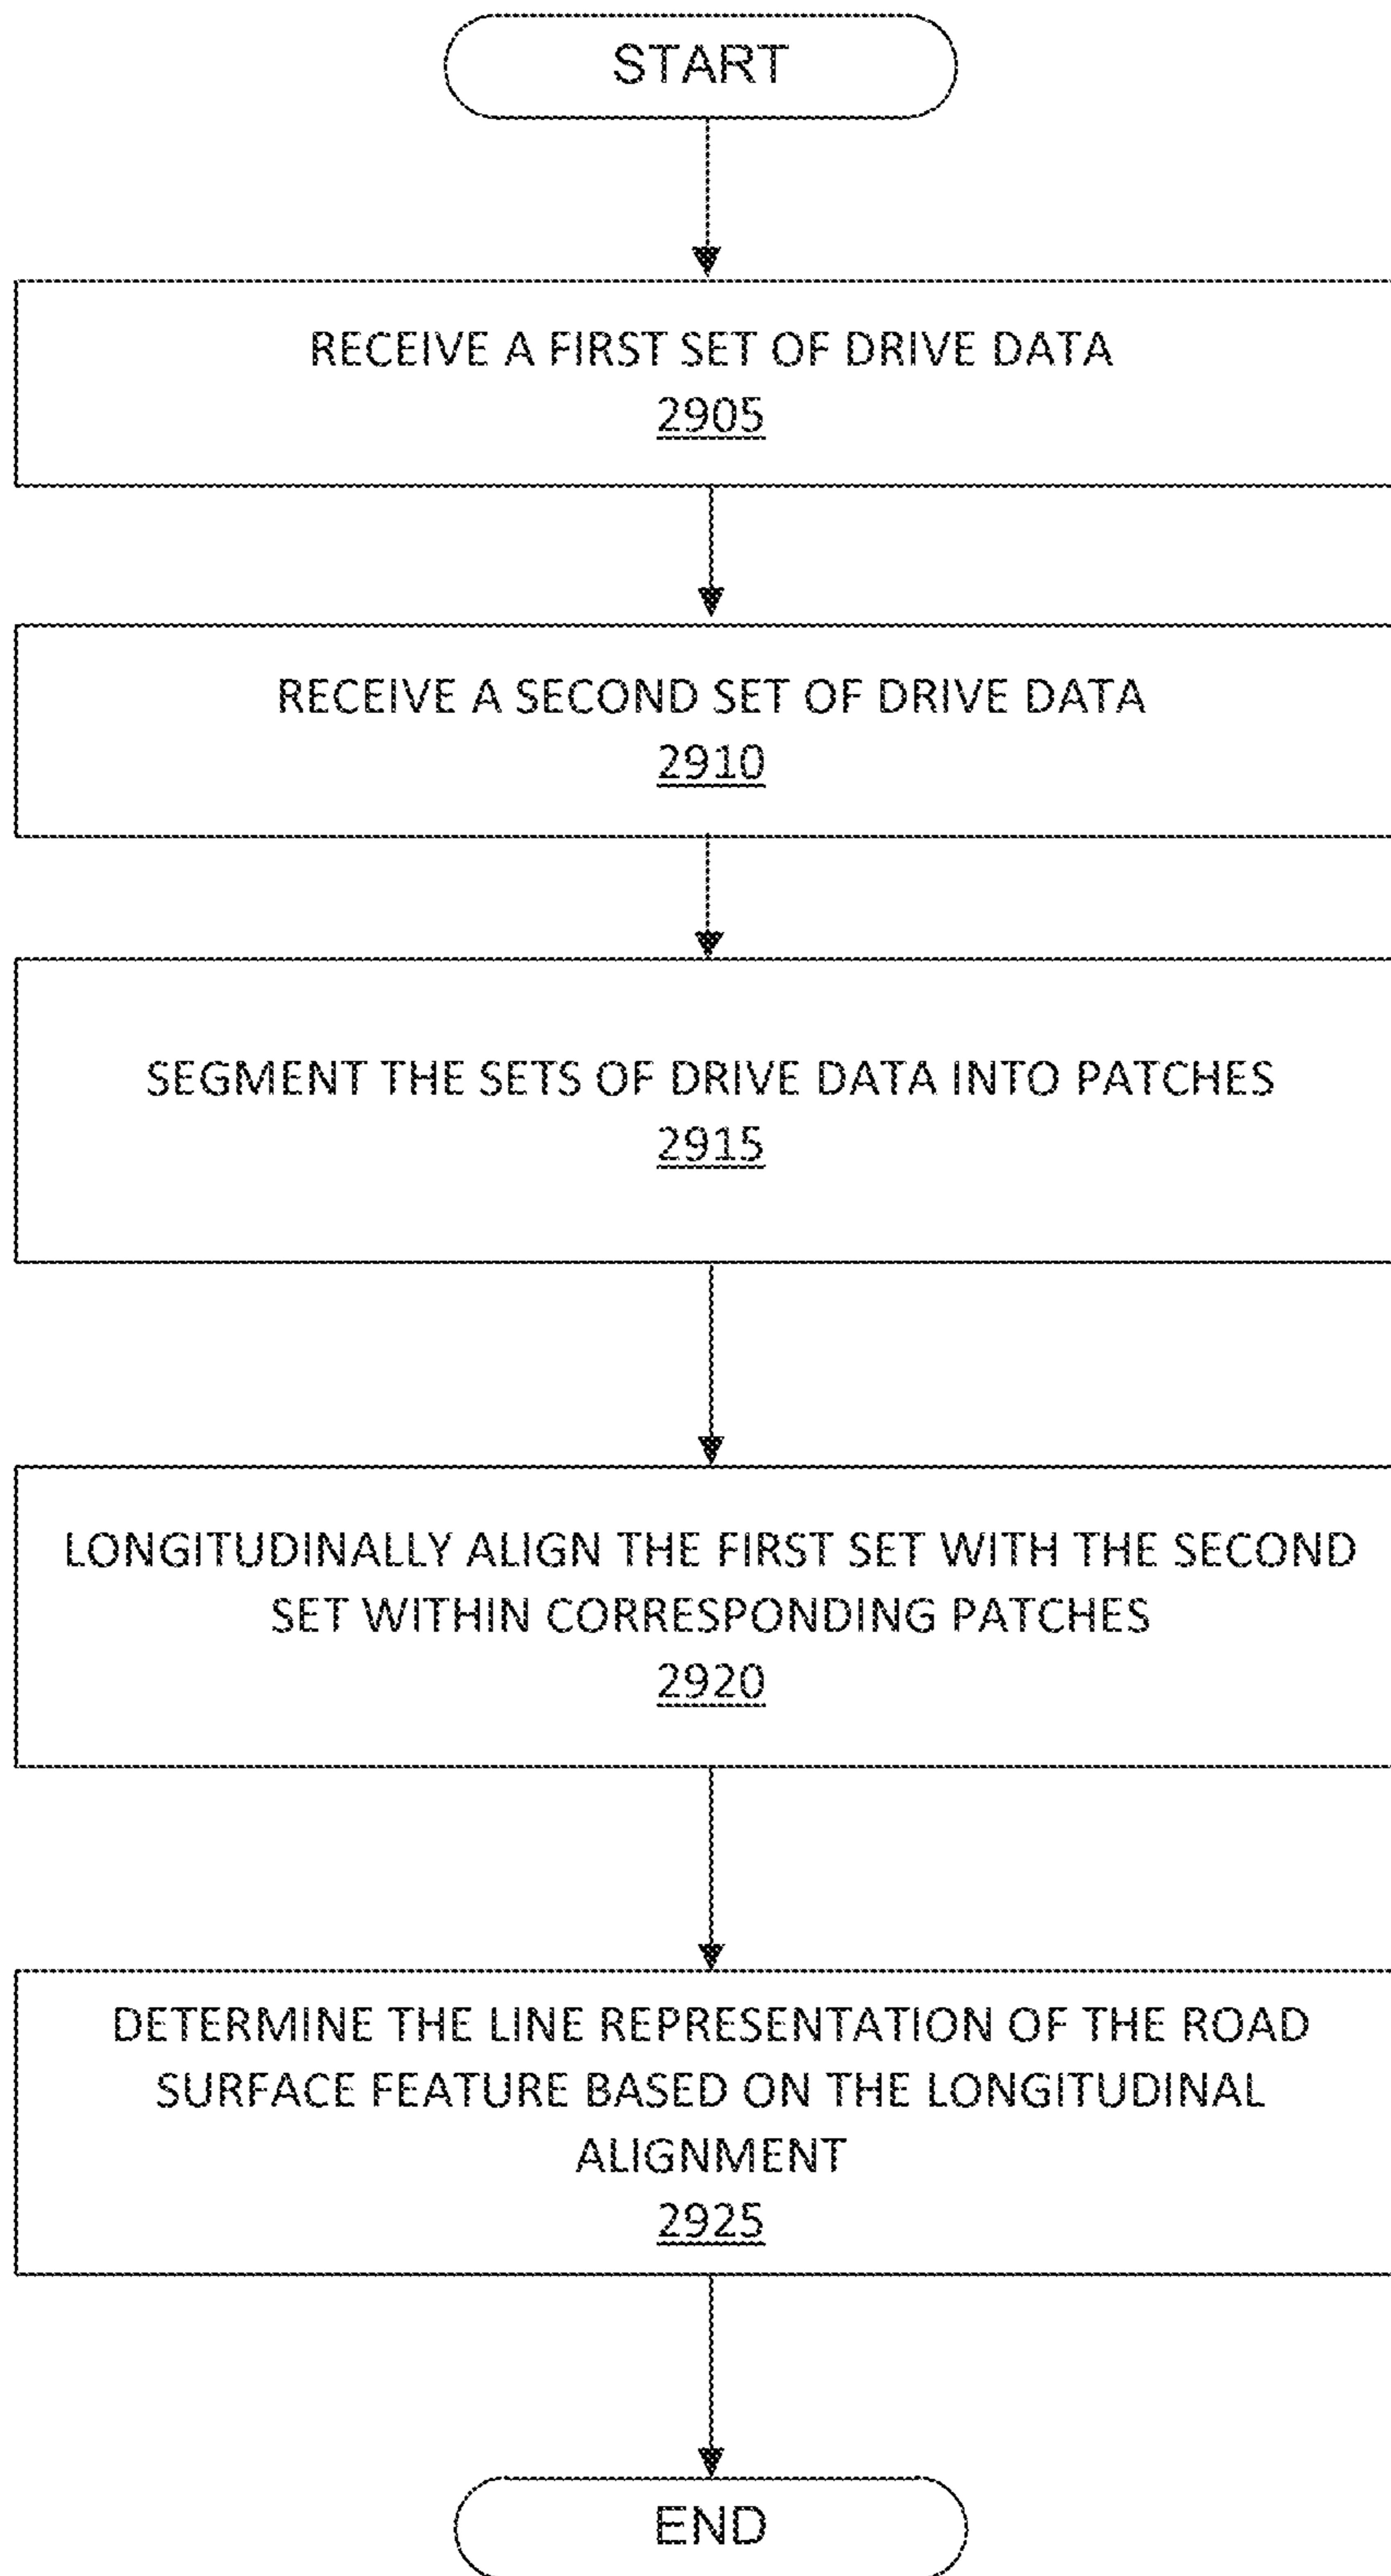 START
RECEIVE A FIRST SET OF DRIVE DATA
2905
RECEIVE A SECOND SET OF DRIVE DATA
2910
SEGMENT THE SETS OF DRIVE DATA INTO PATCHES
2915
LONGITUDINALLY ALIGN THE FIRST SET WITH THE SECOND
SET WITHIN CORRESPONDING PATCHES
2920
DETERMINE THE LINE REPRESENTATION OF THE ROAD
SURFACE FEATURE BASED ON THE LONGITUDINAL
ALIGNMENT
2925
END